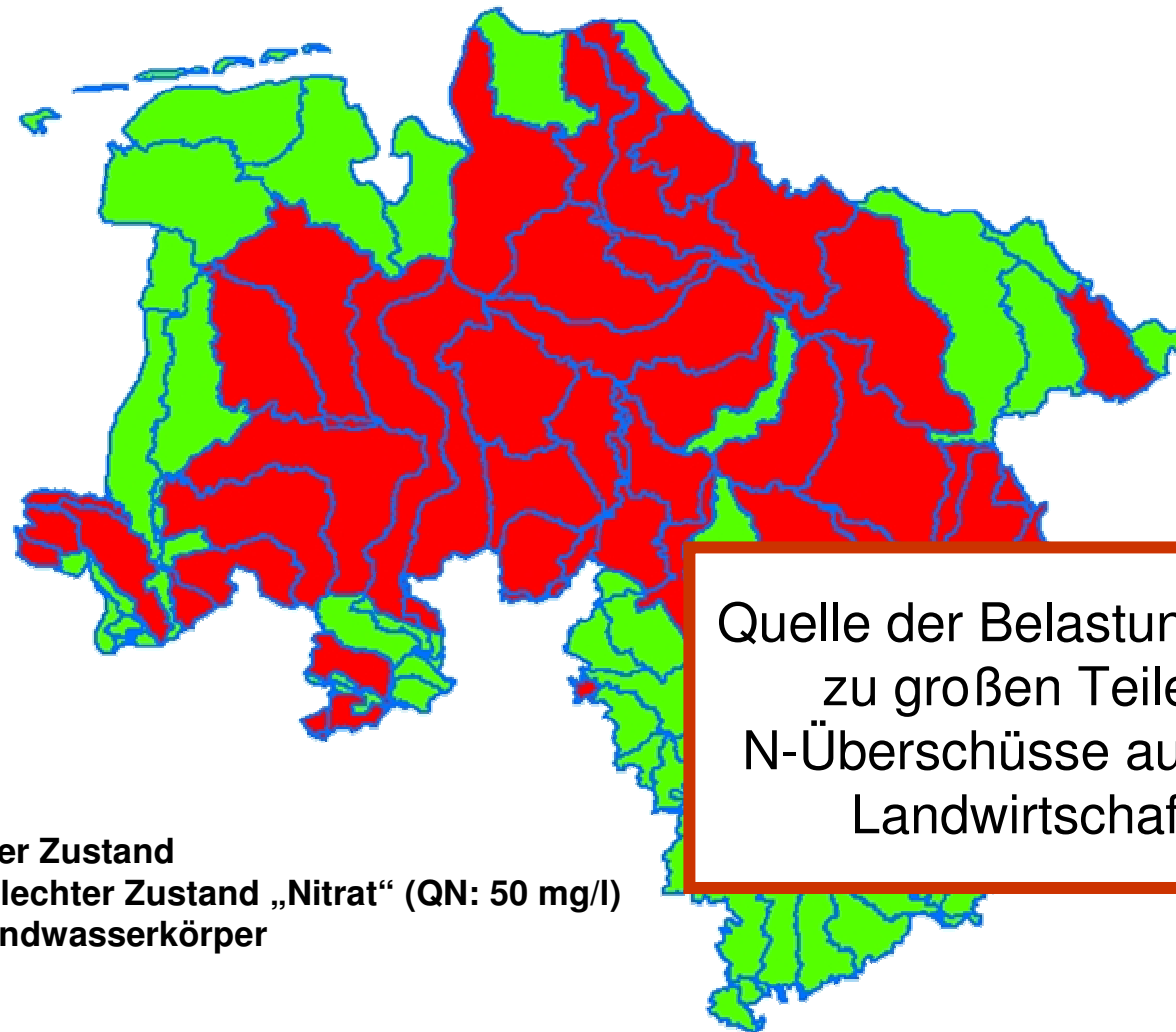 Quelle der Belastun
zu großen Teile
N-Überschüsse au
Landwirtschaf
er Zustand
lechter Zustand „Nitrat“ (QN: 50 mg/l)
ndwasserkörper